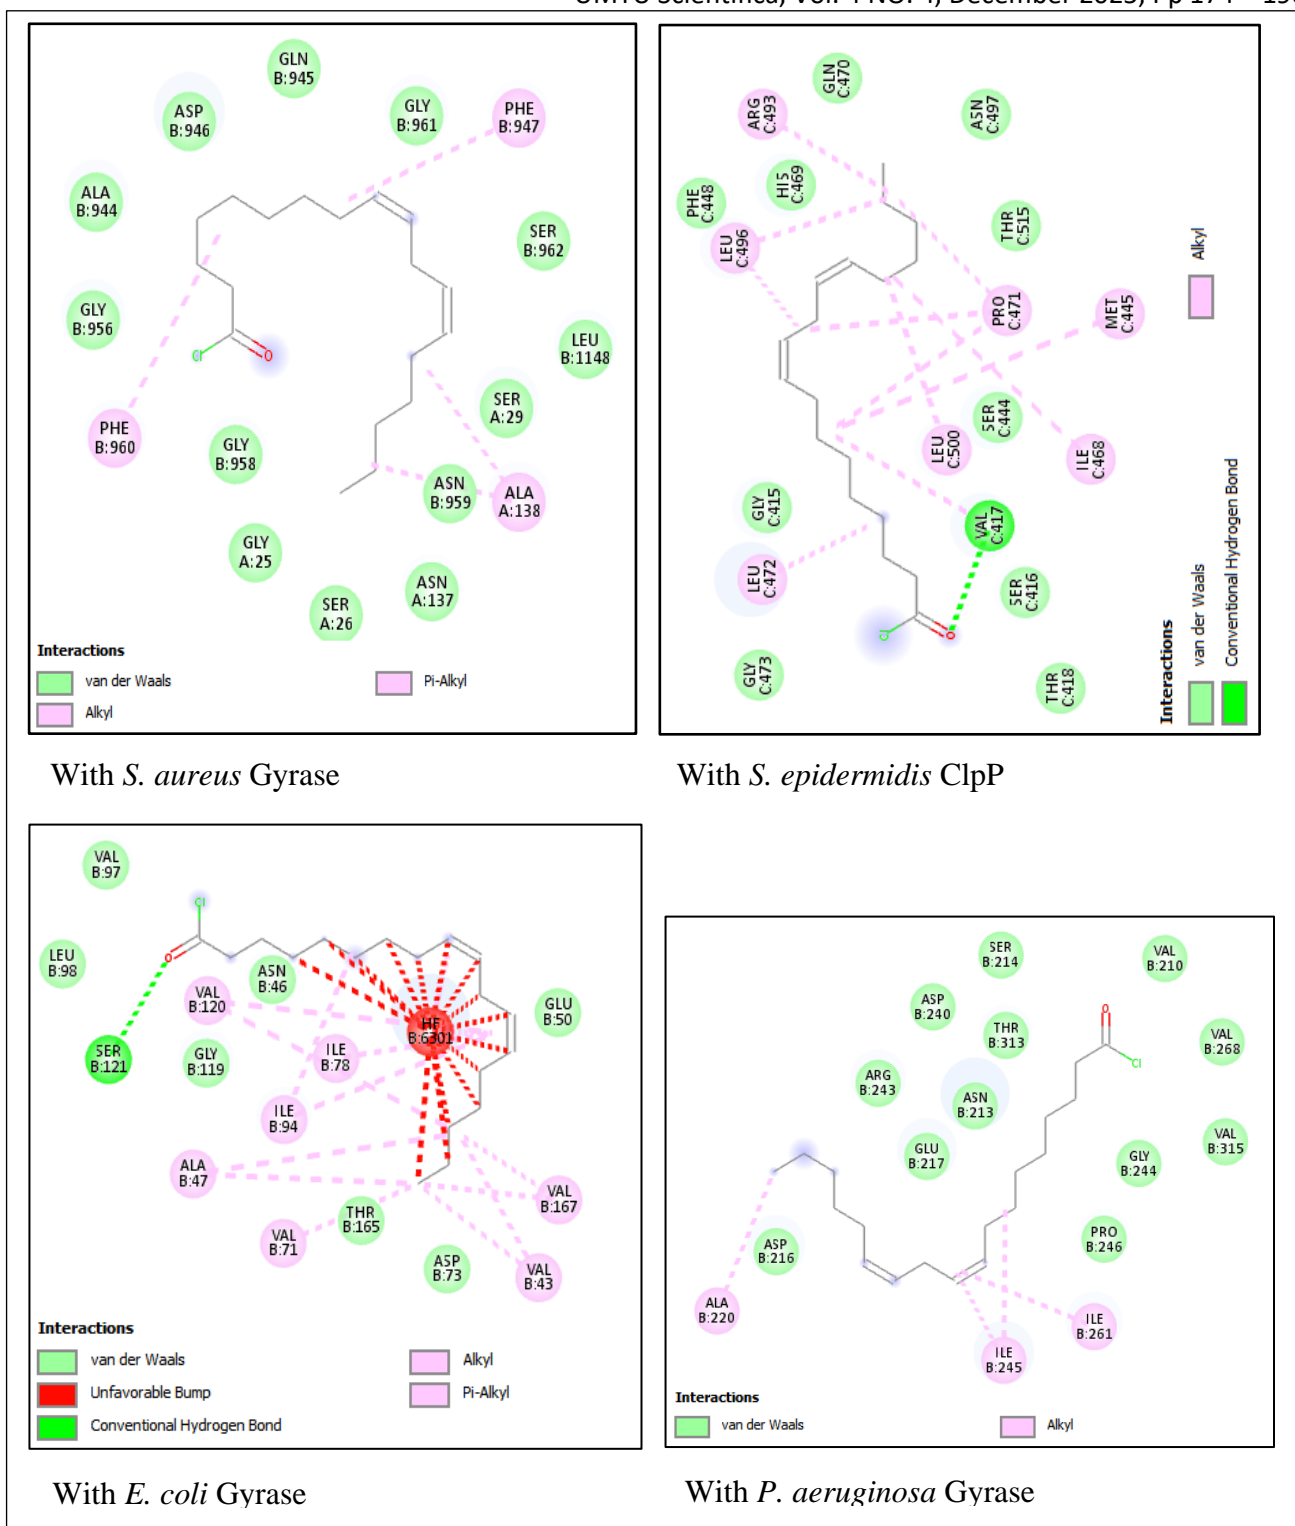 GLN
B:945
ASP
B:946
GLY
B:961
PHE
B:947
ALA
B:944
SER
B:962
GLY
B:956
LEU
B:1148
SER
A:29
PHE
B:960
GLY
B:958
ASN
B:959
ALA
A:138
GLY
A:25
ASN
A:137
SER
A:26
Cl
O
Interactions
van der Waals
Pi-Alkyl
Alkyl
With S. aureus Gyrase
GLN
C:470
ARG
C:493
ASN
C:497
HIS
C:469
PHE
C:448
LEU
C:496
THR
C:515
PRO
C:471
MET
C:445
SER
C:444
LEU
C:500
ILE
C:468
GLY
C:415
VAL
C:417
LEU
C:472
SER
C:416
GLY
C:473
THR
C:418
Cl
O
Interactions
van der Waals
Conventional Hydrogen Bond
Alkyl
With S. epidermidis ClpP
VAL
B:97
Cl
O
LEU
B:98
ASN
B:46
VAL
B:120
GLU
B:50
HF
B:6301
SER
B:121
GLY
B:119
ILE
B:78
ILE
B:94
ALA
B:47
VAL
B:167
THR
B:165
VAL
B:71
ASP
B:73
VAL
B:43
Interactions
van der Waals
Alkyl
Unfavorable Bump
Pi-Alkyl
Conventional Hydrogen Bond
With E. coli Gyrase
SER
B:214
VAL
B:210
ASP
B:240
THR
B:313
O
Cl
VAL
B:268
ARG
B:243
ASN
B:213
GLU
B:217
GLY
B:244
VAL
B:315
ASP
B:216
PRO
B:246
ALA
B:220
ILE
B:261
ILE
B:245
Interactions
van der Waals
Alkyl
With P. aeruginosa Gyrase